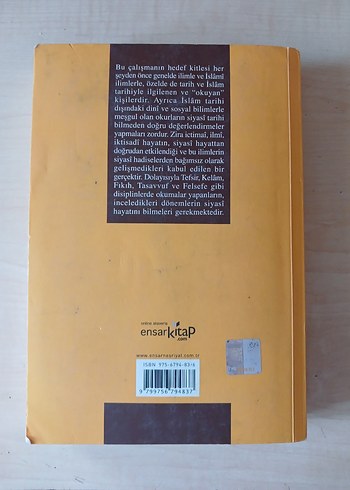 Bu çalışmanın hedef kitlesi her
şeyden önce genelde ilimle ve İslâmî
ilimlerle, özelde de tarih ve İslâm
tarihiyle ilgilenen ve "okuyan"
kişilerdir. Ayrıca İslâm tarihi
dışındaki dinî ve sosyal bilimlerle
meşgul olan okurların siyasî tarihi
bilmeden doğru değerlendirmeler
yapmaları zordur. Zira ictimaî, ilmî,
iktisadî hayatın, siyasî hayattan
doğrudan etkilendiği ve bu ilimlerin
siyasî hadiselerden bağımsız olarak
gelişmedikleri kabul edilen bir
gerçektir. Dolayısıyla Tefsir, Kelâm,
Fıkıh, Tasavvuf ve Felsefe gibi
disiplinlerde okumalar yapanların,
inceledikleri dönemlerin siyasî
hayatını bilmeleri gerekmektedir.
ensarkitap
.com
www.ensarnesriyat.com.tr
ISBN 975-6794-83-6
9 799756 794837